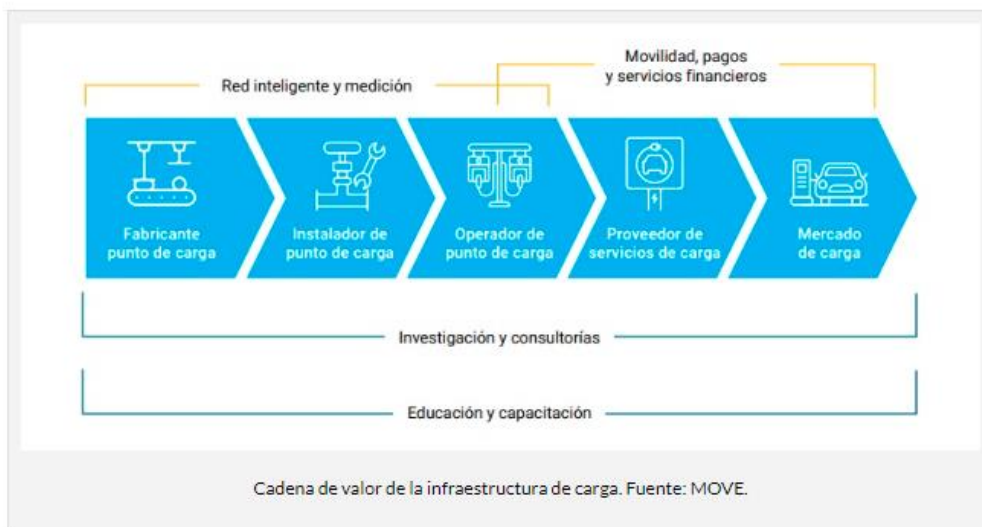 Movilidad, pagos
y servicios financieros
Red inteligente y medición
Fabricante
punto de carga
Instalador de
punto de carga
Operador de
punto de carga
Proveedor de
servicios de carga
Mercado
de carga
Investigación y consultorías
Educación y capacitación
Cadena de valor de la infraestructura de carga. Fuente: MOVE.